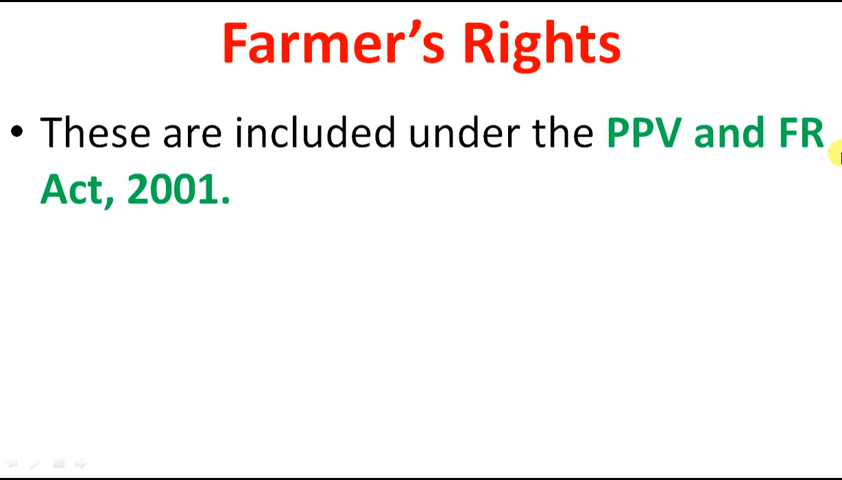 Farmer’s Rights
• These are included under the PPV and FR
Act, 2001.